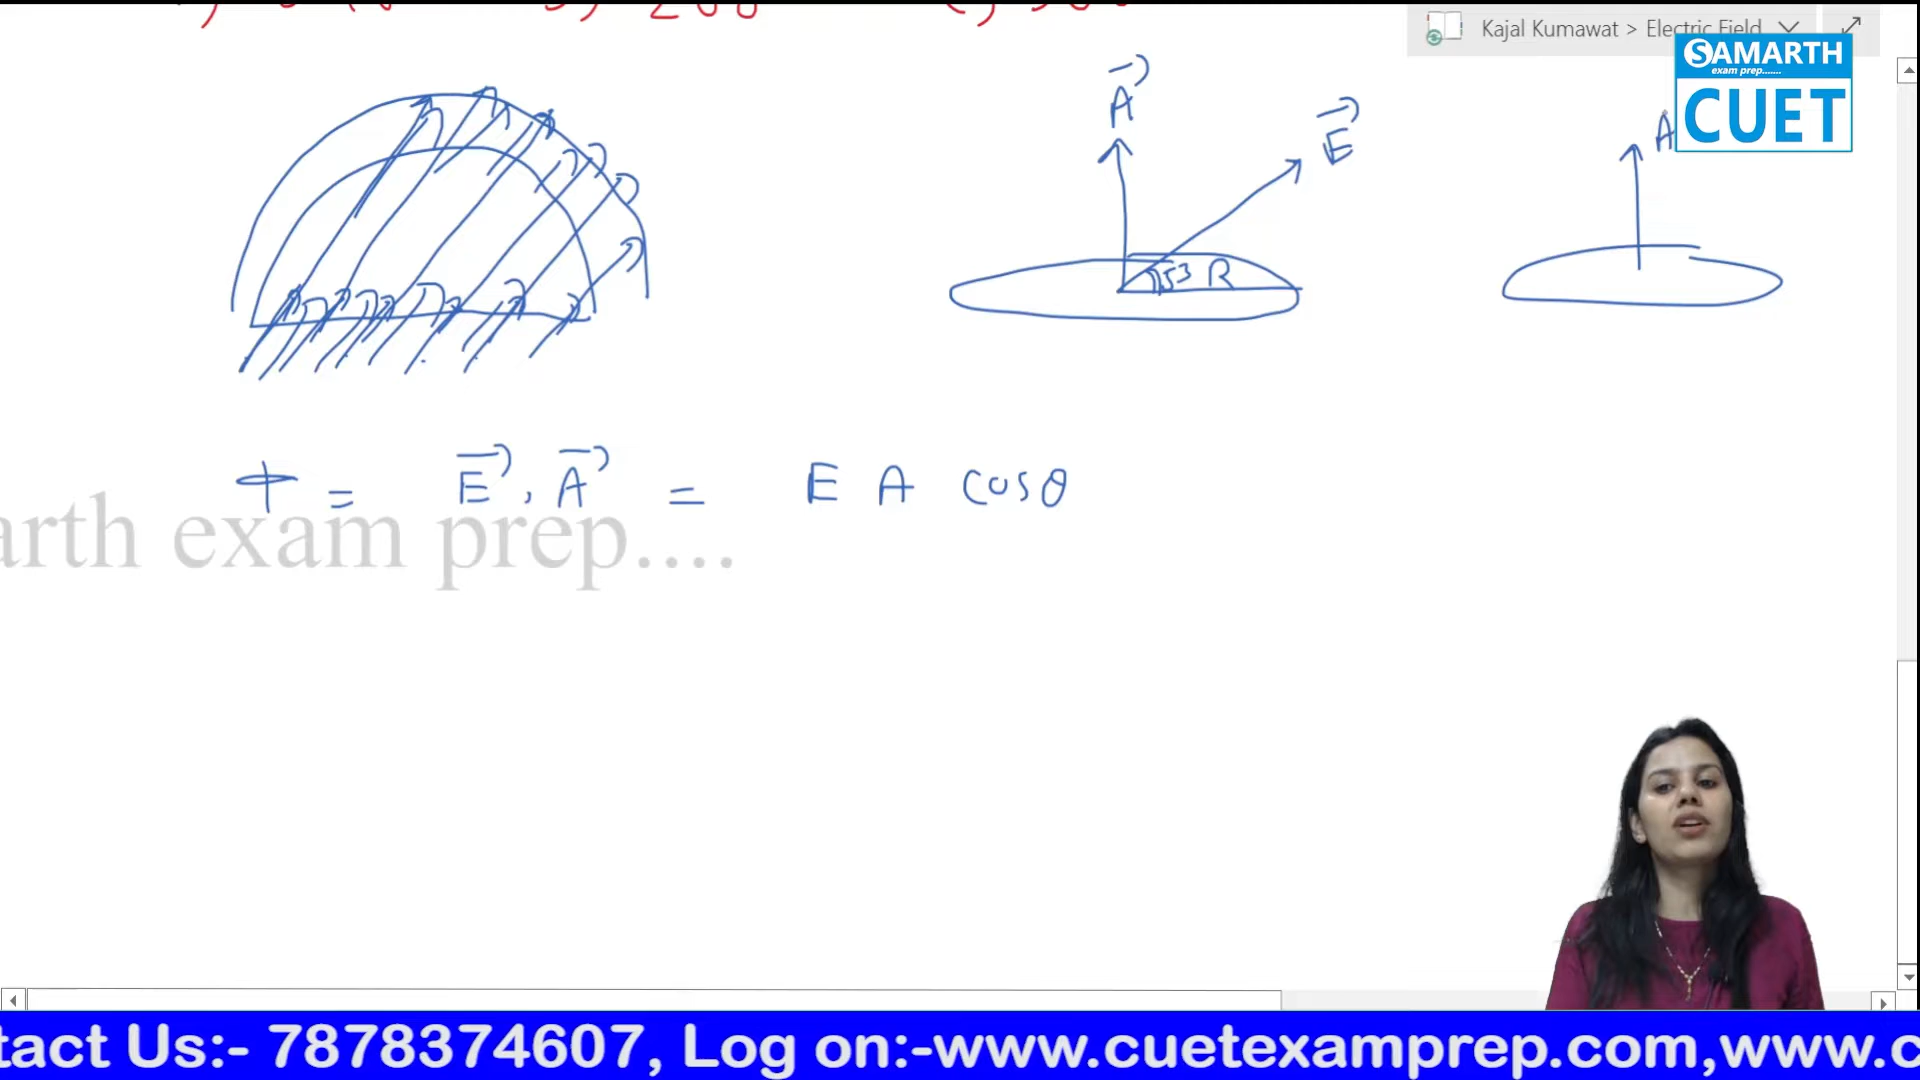 Kajal Kumawat > Electric Field
SAMARTH
exam prep......
CUET
A
E
A
53 R
ϕ = E . A = E A cosθ
arth exam prep....
tact Us:- 7878374607, Log on:-www.cuetexamprep.com,www.c